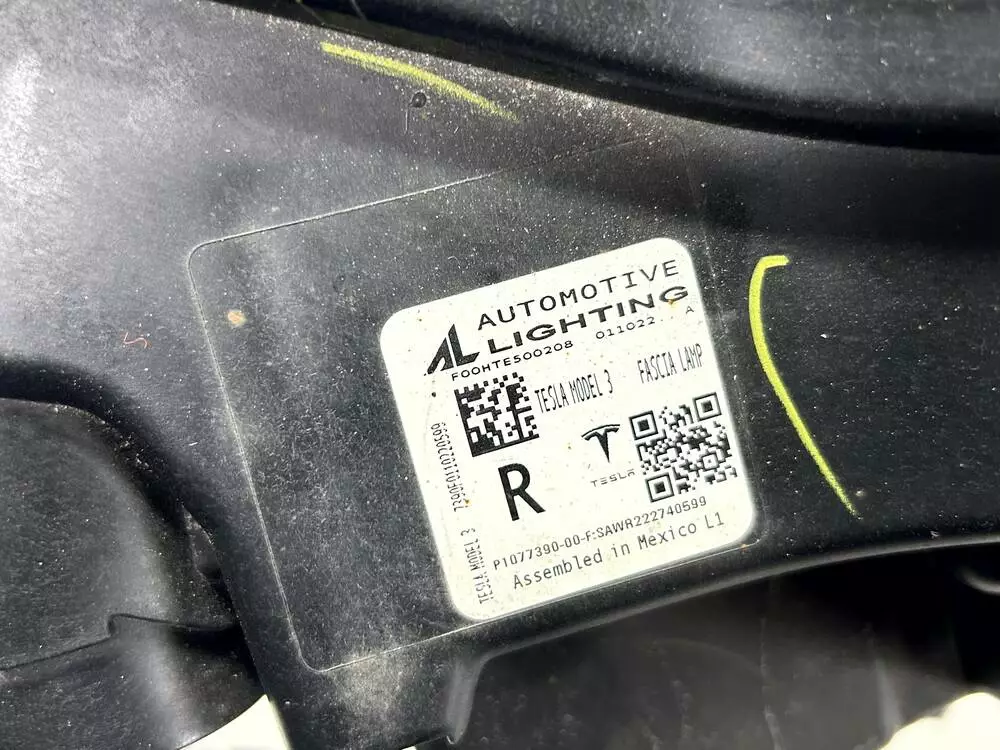 AUTOMOTIVE
LIGHTING
F00HTE500208 011022.. A
TESLA MODEL 3 FASCIA LAMP
R
TESLA
P1077390-00-F:SAWR222740599
Assembled in Mexico L1
TESLA MODEL 3